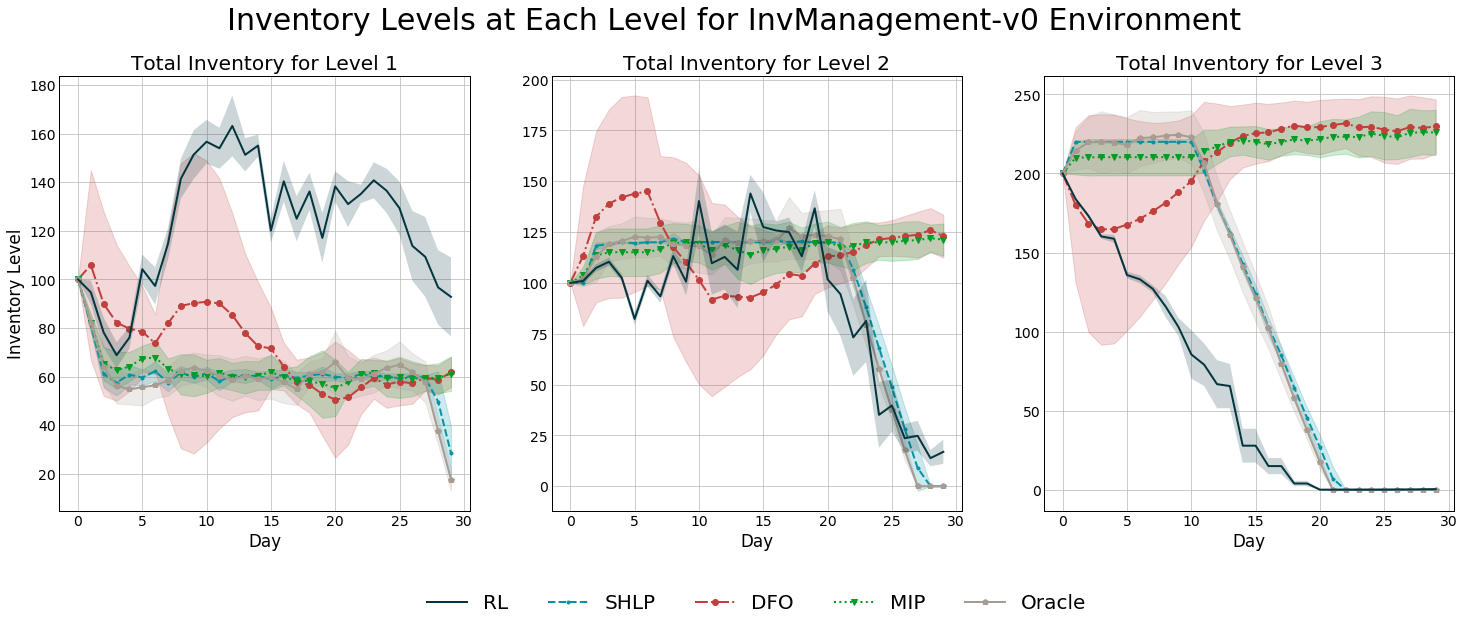 Inventory Levels at Each Level for InvManagement-v0 Environment
Total Inventory for Level 1
180
160
140
120
100
80
60
40
20
0 5 10 15 20 25 30
Inventory Level
Day
Total Inventory for Level 2
200
175
150
125
100
75
50
25
0
0 5 10 15 20 25 30
Day
Total Inventory for Level 3
250
200
150
100
50
0
0 5 10 15 20 25 30
Day
RL SHLP DFO MIP Oracle